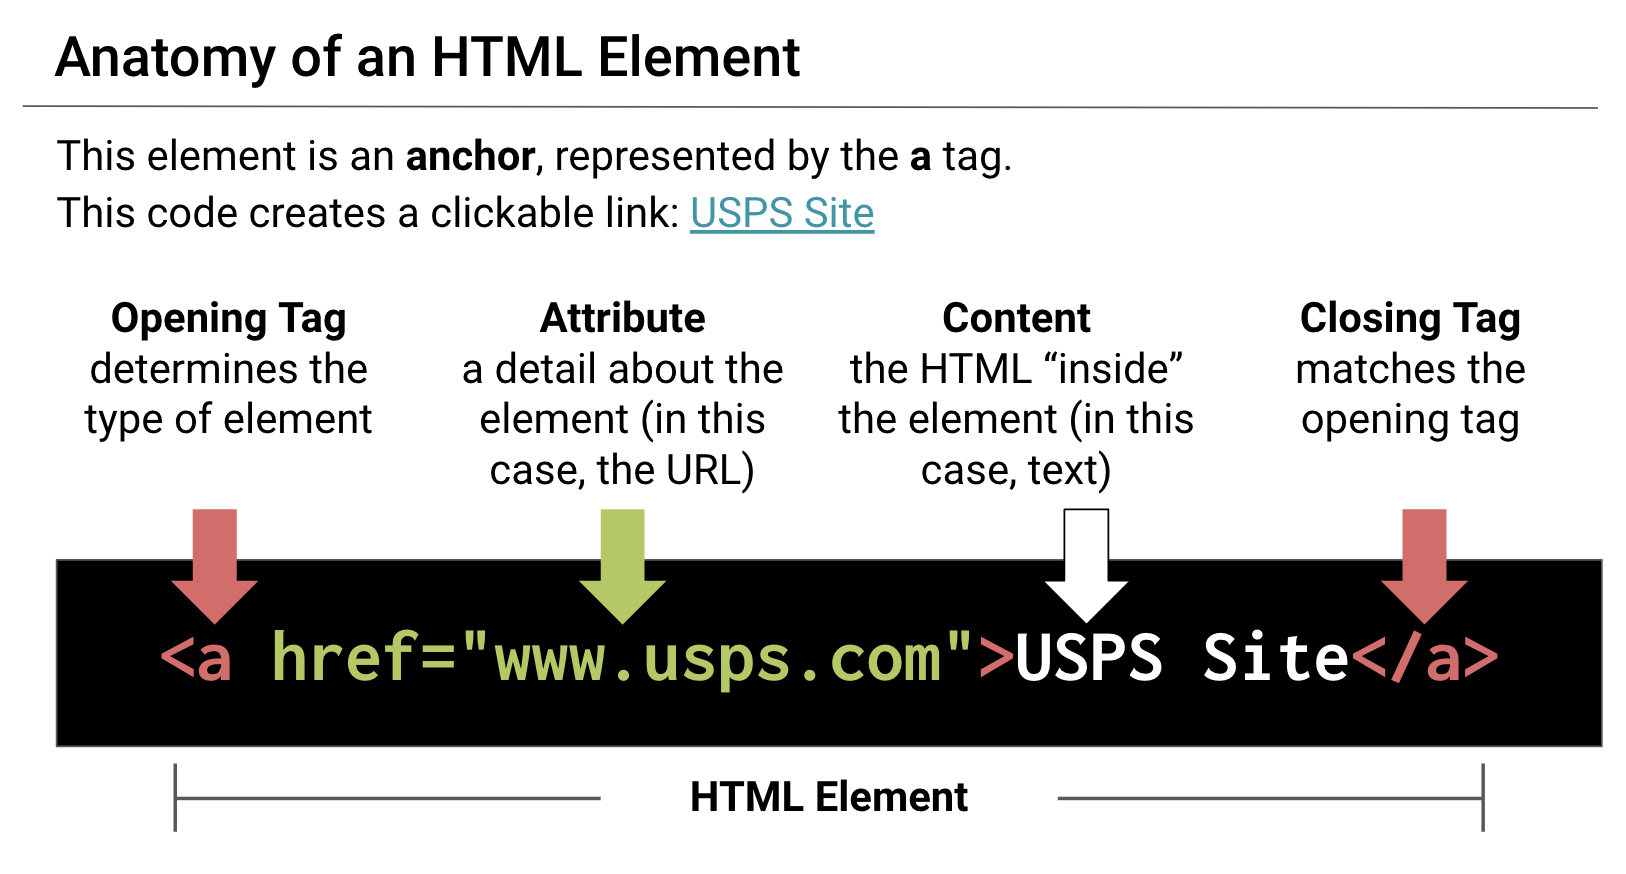 Anatomy of an HTML Element
This element is an anchor, represented by the a tag.
This code creates a clickable link: USPS Site
Opening Tag
determines the
type of element
Attribute
a detail about the
element (in this
case, the URL)
Content
the HTML “inside”
the element (in this
case, text)
Closing Tag
matches the
opening tag
<a href="www.usps.com">USPS Site</a>
HTML Element